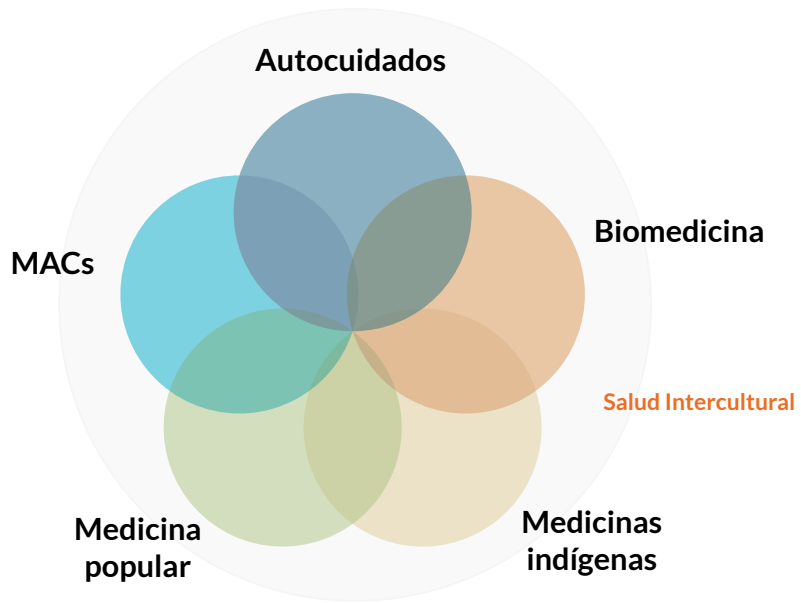 Autocuidados
Biomedicina
MACs
Salud Intercultural
Medicina
popular
Medicinas
indígenas